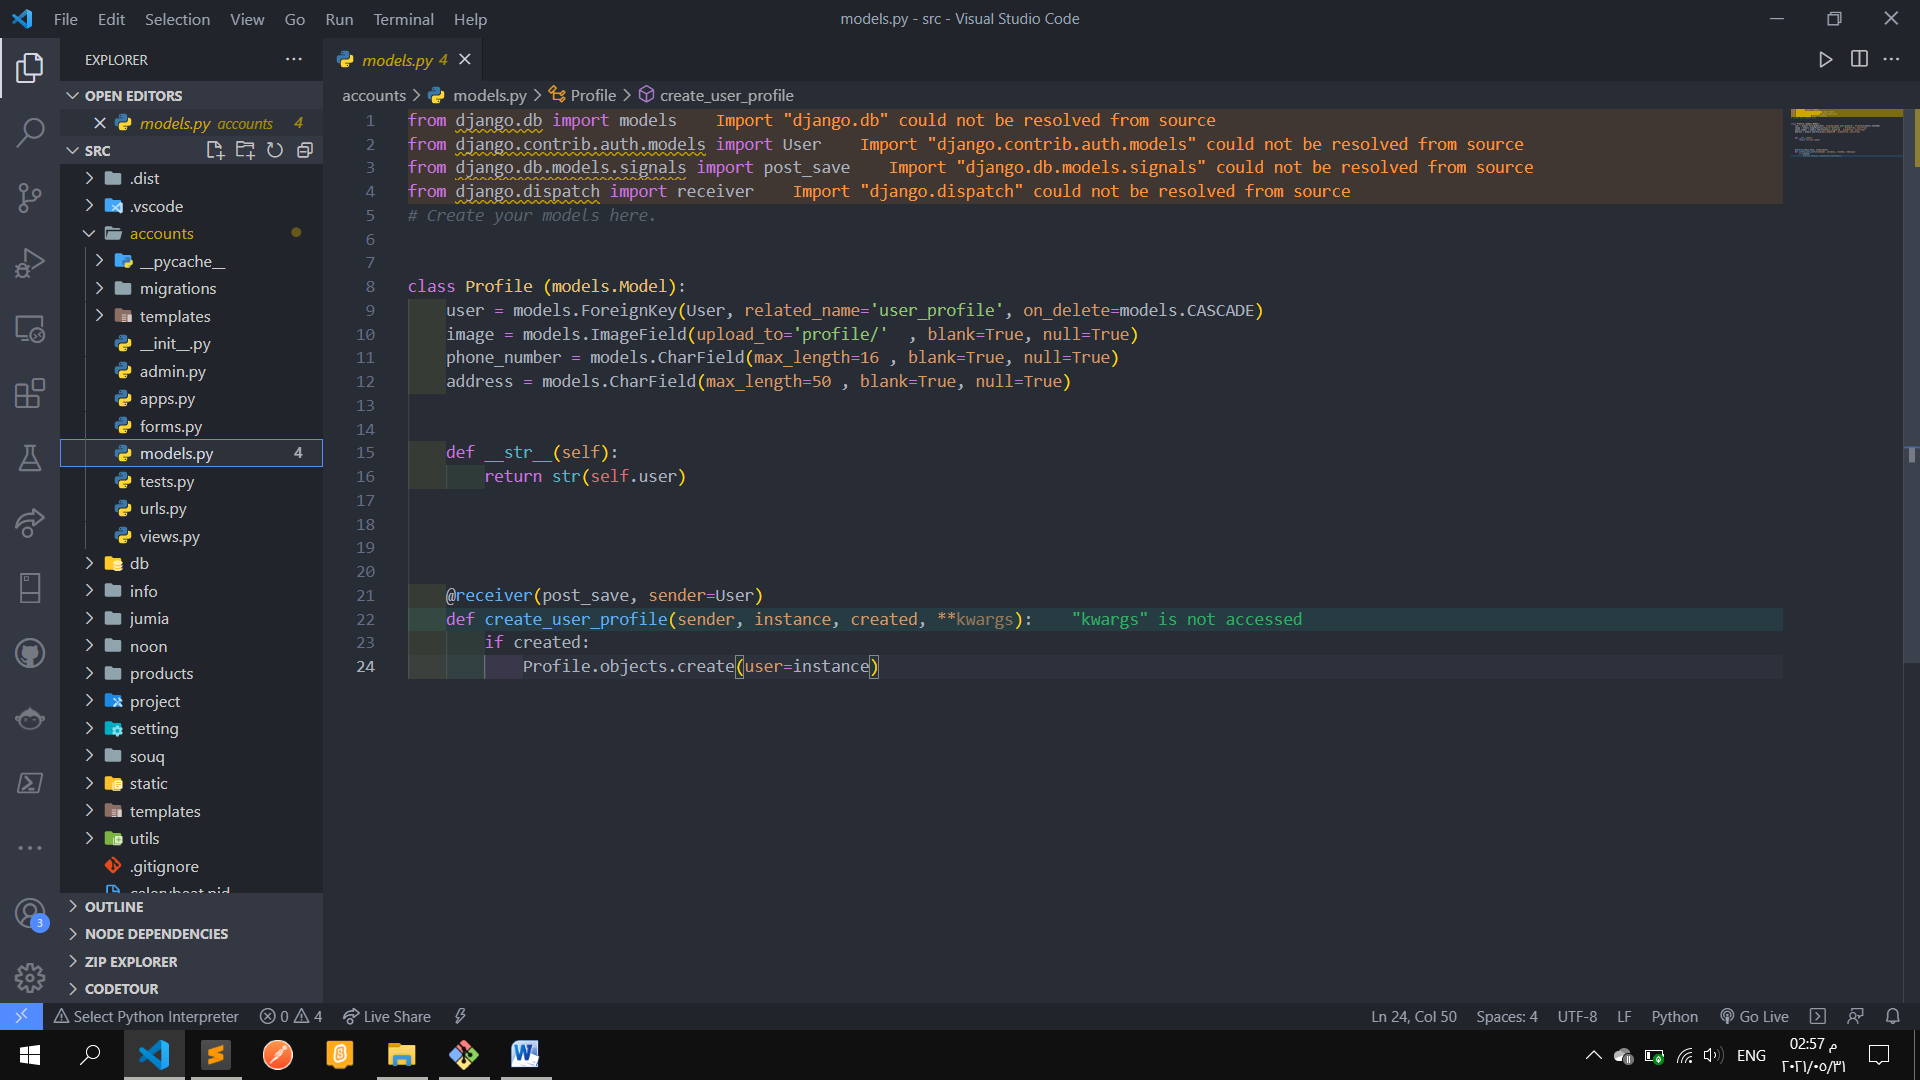 File Edit Selection View Go Run Terminal Help
models.py - src - Visual Studio Code
EXPLORER
models.py 4
OPEN EDITORS
models.py accounts 4
SRC
.dist
.vscode
accounts
__pycache__
migrations
templates
__init__.py
admin.py
apps.py
forms.py
models.py 4
tests.py
urls.py
views.py
db
info
jumia
noon
products
project
setting
souq
static
templates
utils
.gitignore
celerybeat.pid
OUTLINE
NODE DEPENDENCIES
ZIP EXPLORER
CODETOUR
3
accounts > models.py > Profile > create_user_profile
1 from django.db import models Import "django.db" could not be resolved from source
2 from django.contrib.auth.models import User Import "django.contrib.auth.models" could not be resolved from source
3 from django.db.models.signals import post_save Import "django.db.models.signals" could not be resolved from source
4 from django.dispatch import receiver Import "django.dispatch" could not be resolved from source
5 # Create your models here.
6
7
8 class Profile (models.Model):
9 user = models.ForeignKey(User, related_name='user_profile', on_delete=models.CASCADE)
10 image = models.ImageField(upload_to='profile/' , blank=True, null=True)
11 phone_number = models.CharField(max_length=16 , blank=True, null=True)
12 address = models.CharField(max_length=50 , blank=True, null=True)
13
14
15 def __str__(self):
16 return str(self.user)
17
18
19
20
21 @receiver(post_save, sender=User)
22 def create_user_profile(sender, instance, created, **kwargs): "kwargs" is not accessed
23 if created:
24 Profile.objects.create(user=instance)
Select Python Interpreter 0 4 Live Share
Ln 24, Col 50 Spaces: 4 UTF-8 LF Python Go Live
ENG
02:57 م
٢٠٢١/٠٥/٣١